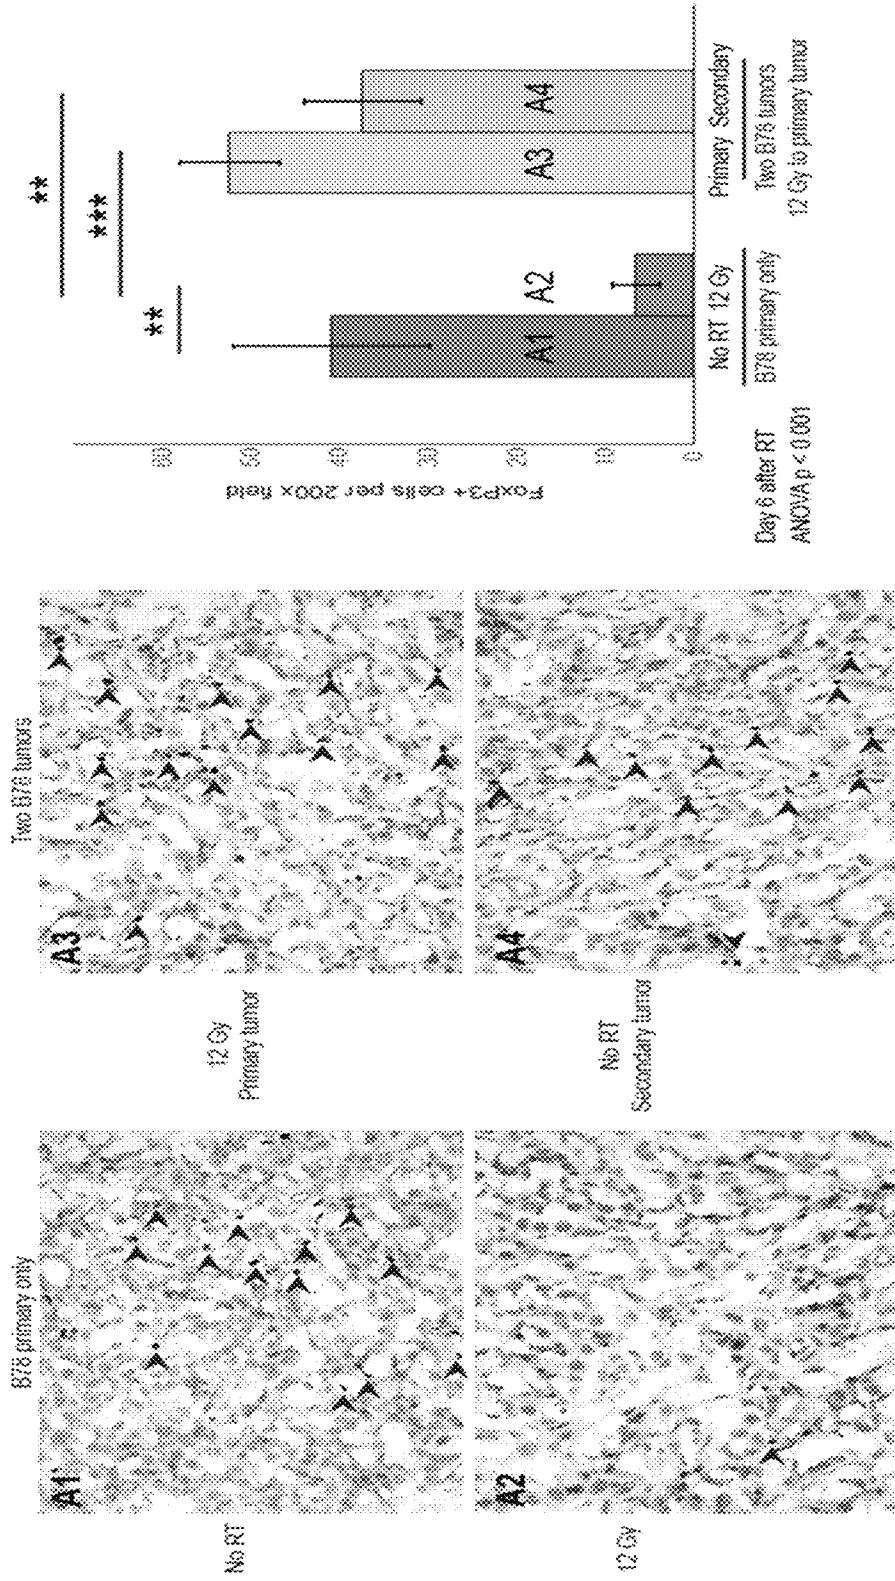 B78 primary only
Two B78 tumors
No RT
A1
12 Gy
Primary tumor
A3
12 Gy
A2
No RT
Secondary tumor
A4
**
***
**
FoxP3+ cells per 200x field
60
50
40
30
20
10
0
A1
A2
A3
A4
No RT 12 Gy
Primary Secondary
B78 primary only
Two B78 tumors
12 Gy to primary tumor
Day 6 after RT
ANOVA p < 0.001